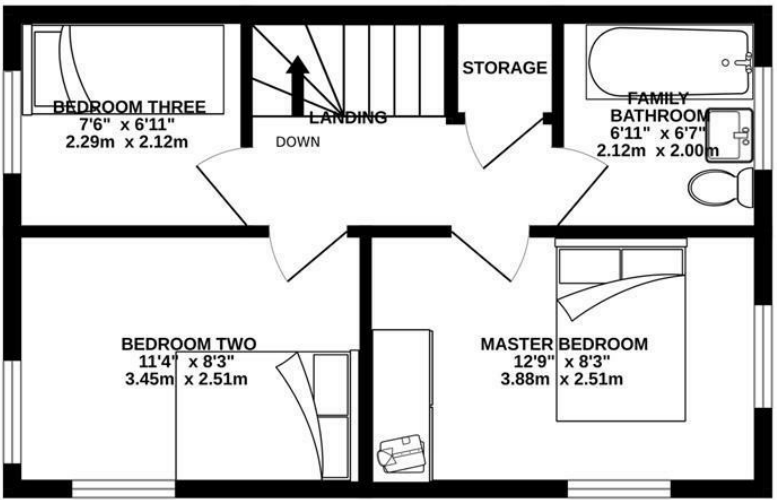 BEDROOM THREE
7'6" x 6'11"
2.29m x 2.12m
LANDING
DOWN
STORAGE
FAMILY
BATHROOM
6'11" x 6'7"
2.12m x 2.00m
BEDROOM TWO
11'4" x 8'3"
3.45m x 2.51m
MASTER BEDROOM
12'9" x 8'3"
3.88m x 2.51m